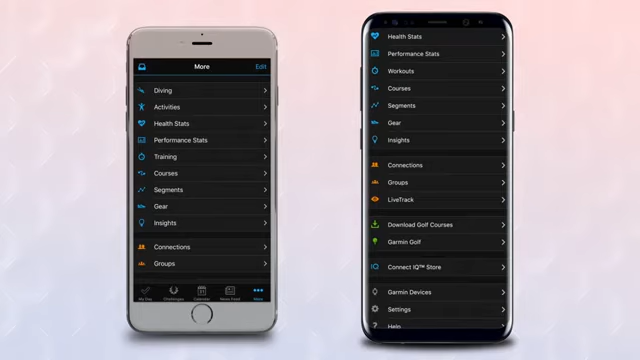 More
Edit
Diving
Activities
Health Stats
Performance Stats
Training
Courses
Segments
Gear
Insights
Connections
Groups
My Day
Challenges
Calendar
News Feed
More
Health Stats
Performance Stats
Workouts
Courses
Segments
Gear
Insights
Connections
Groups
LiveTrack
Download Golf Courses
Garmin Golf
Connect IQ™ Store
Garmin Devices
Settings
Help